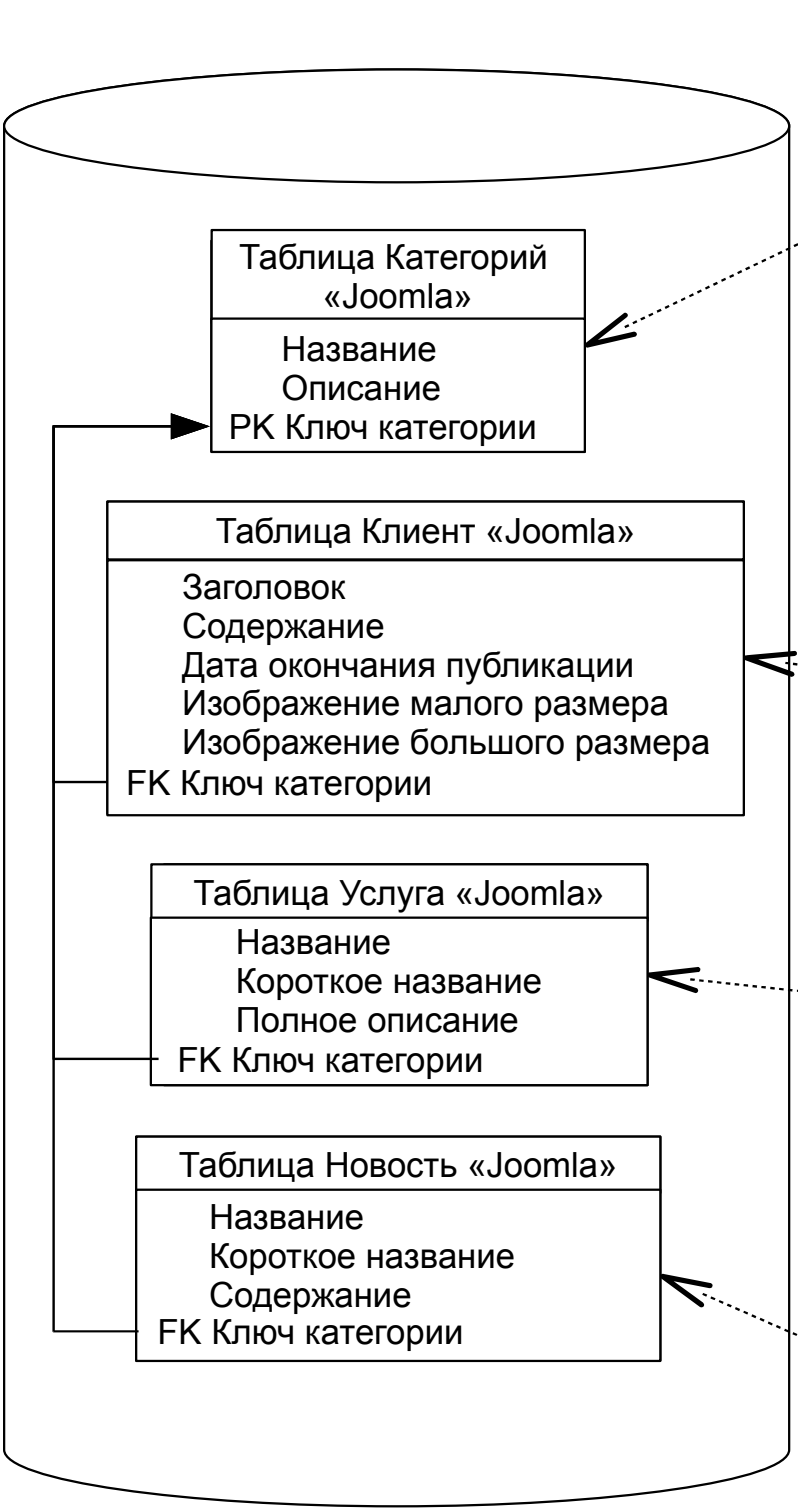 Таблица Категорий
«Joomla»
Название
Описание
PK Ключ категории
Таблица Клиент «Joomla»
Заголовок
Содержание
Дата окончания публикации
Изображение малого размера
Изображение большого размера
FK Ключ категории
Таблица Услуга «Joomla»
Название
Короткое название
Полное описание
FK Ключ категории
Таблица Новость «Joomla»
Название
Короткое название
Содержание
FK Ключ категории